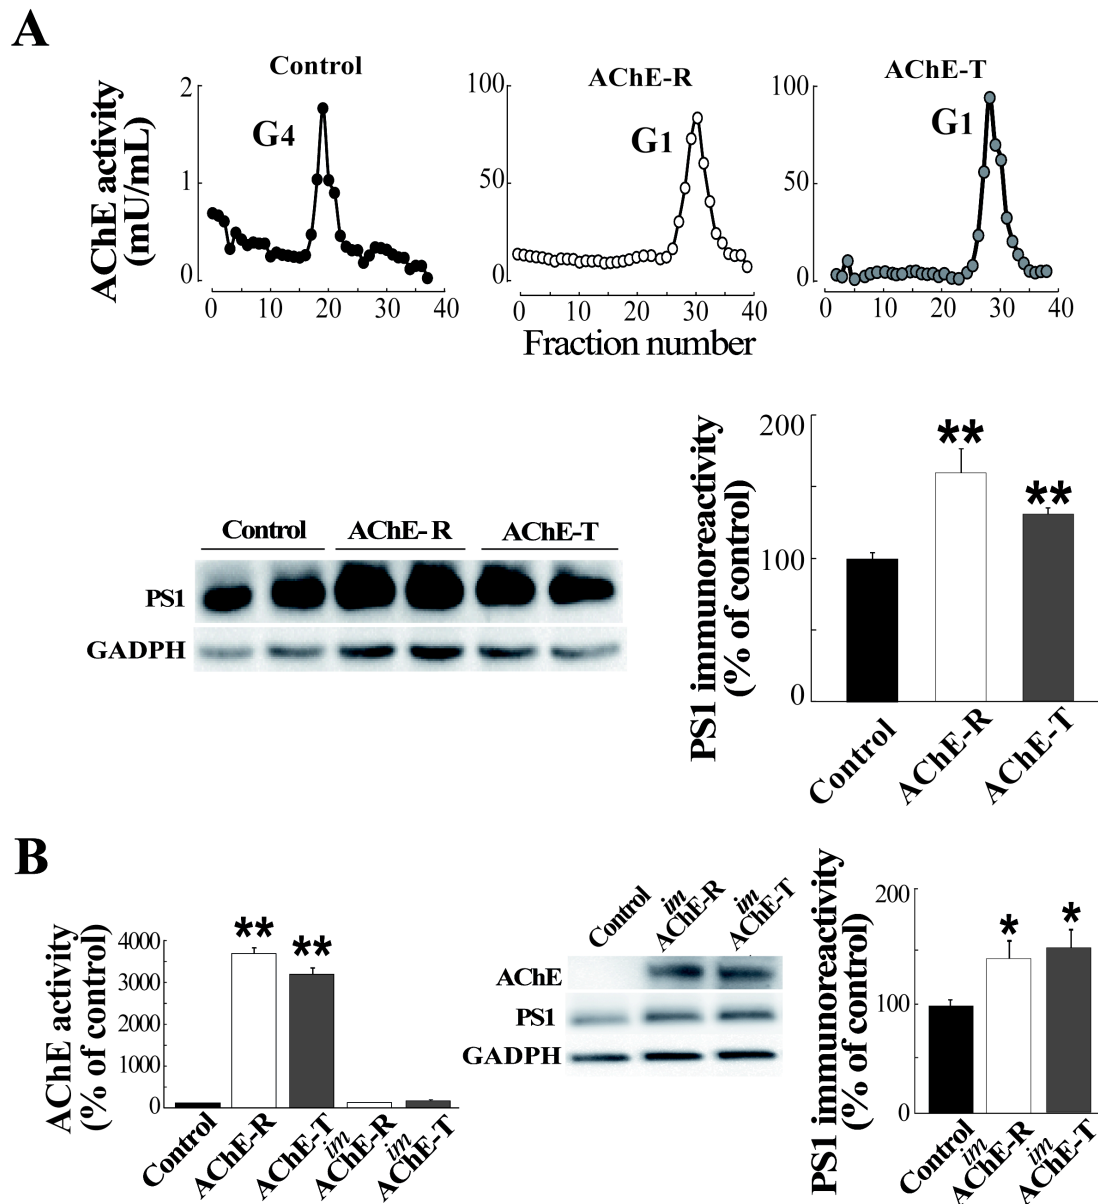 A
Control
AChE-R
AChE-T
G4
G1
G1
AChE activity
(mU/mL)
2
1
0
100
50
0
100
50
0
0 10 20 30 40
0 10 20 30 40
0 10 20 30 40
Fraction number
Control AChE- R AChE-T
PS1
GADPH
PS1 immunoreactivity
(% of control)
200
100
0
**
**
Control
AChE-R
AChE-T
B
AChE activity
(% of control)
4000
3000
2000
1000
0
**
**
Control
AChE-R
AChE-T
im
AChE-R
im
AChE-T
Control
im
AChE-R
im
AChE-T
AChE
PS1
GADPH
PS1 immunoreactivity
(% of control)
200
100
0
*
*
Control
im
AChE-R
im
AChE-T